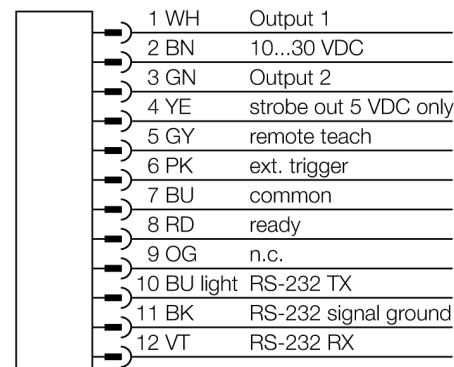 1 WH Output 1
2 BN 10...30 VDC
3 GN Output 2
4 YE strobe out 5 VDC only
5 GY remote teach
6 PK ext. trigger
7 BU common
8 RD ready
9 OG n.c.
10 BU light RS-232 TX
11 BK RS-232 signal ground
12 VT RS-232 RX